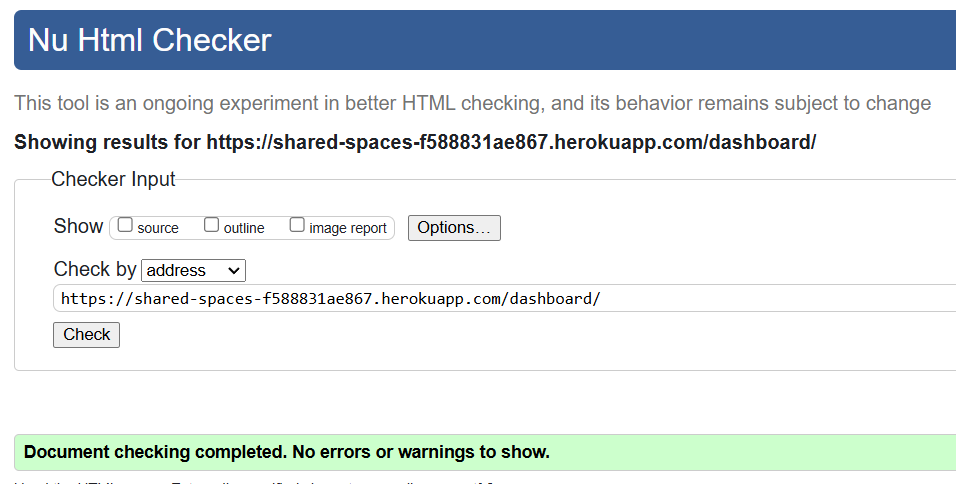 Nu Html Checker
This tool is an ongoing experiment in better HTML checking, and its behavior remains subject to change
Showing results for https://shared-spaces-f588831ae867.herokuapp.com/dashboard/
Checker Input
Show source outline image report Options…
Check by address
https://shared-spaces-f588831ae867.herokuapp.com/dashboard/
Check
Document checking completed. No errors or warnings to show.